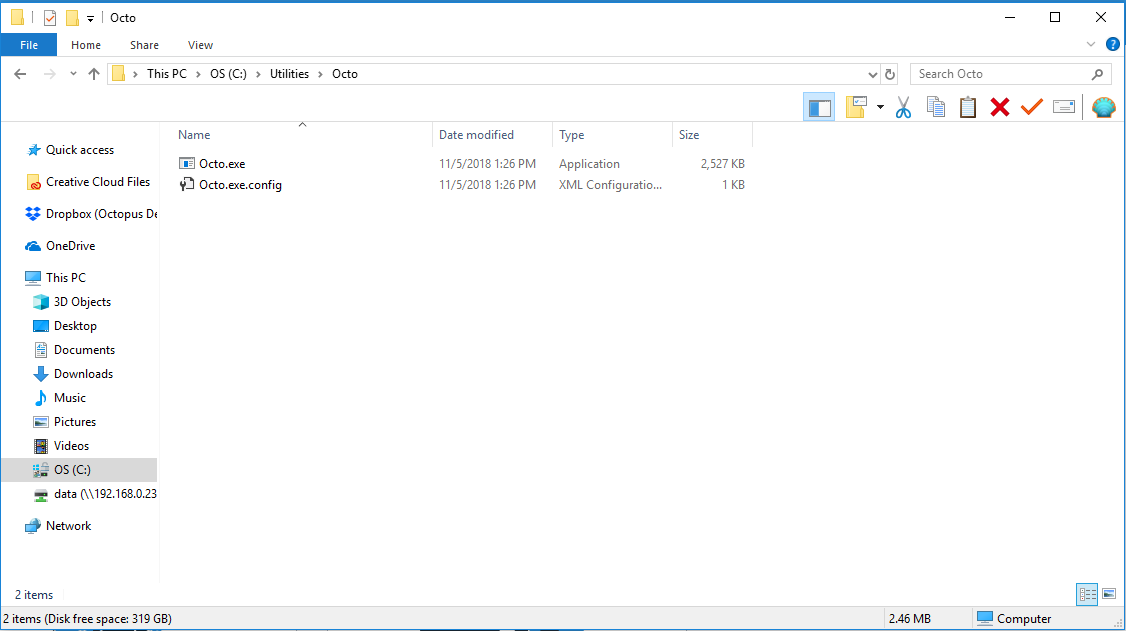 Octo
File Home Share View
This PC OS (C:) Utilities Octo
Search Octo
Name Date modified Type Size
Octo.exe 11/5/2018 1:26 PM Application 2,527 KB
Octo.exe.config 11/5/2018 1:26 PM XML Configuratio... 1 KB
Quick access
Creative Cloud Files
Dropbox (Octopus De
OneDrive
This PC
3D Objects
Desktop
Documents
Downloads
Music
Pictures
Videos
OS (C:)
data (\\192.168.0.23
Network
2 items
2 items (Disk free space: 319 GB) 2.46 MB Computer